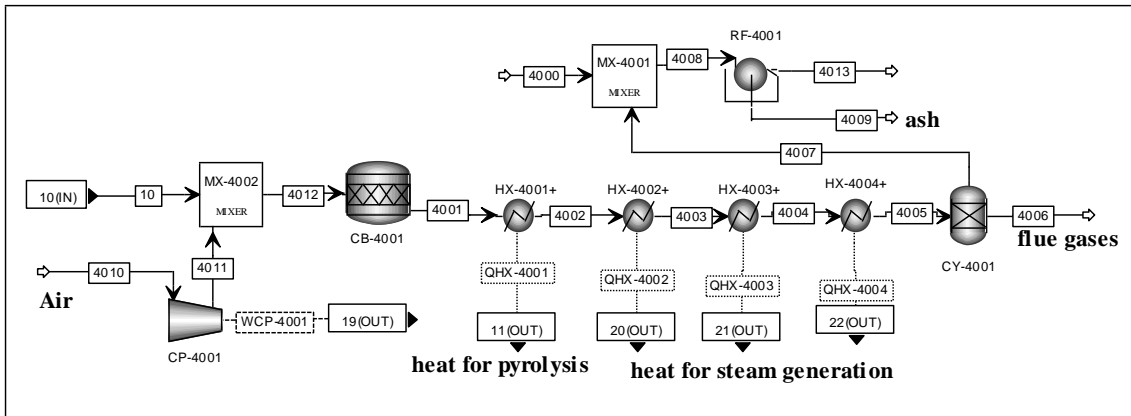 RF-4001
4000
MX-4001
MIXER
4008
4013
4009
ash
4007
10(IN)
10
MX-4002
MIXER
4012
CB-4001
4001
HX-4001+
4002
HX-4002+
4003
HX-4003+
4004
HX-4004+
4005
CY-4001
4006
flue gases
4010
Air
4011
CP-4001
WCP-4001
19(OUT)
QHX-4001
QHX-4002
QHX-4003
QHX-4004
11(OUT)
20(OUT)
21(OUT)
22(OUT)
heat for pyrolysis
heat for steam generation